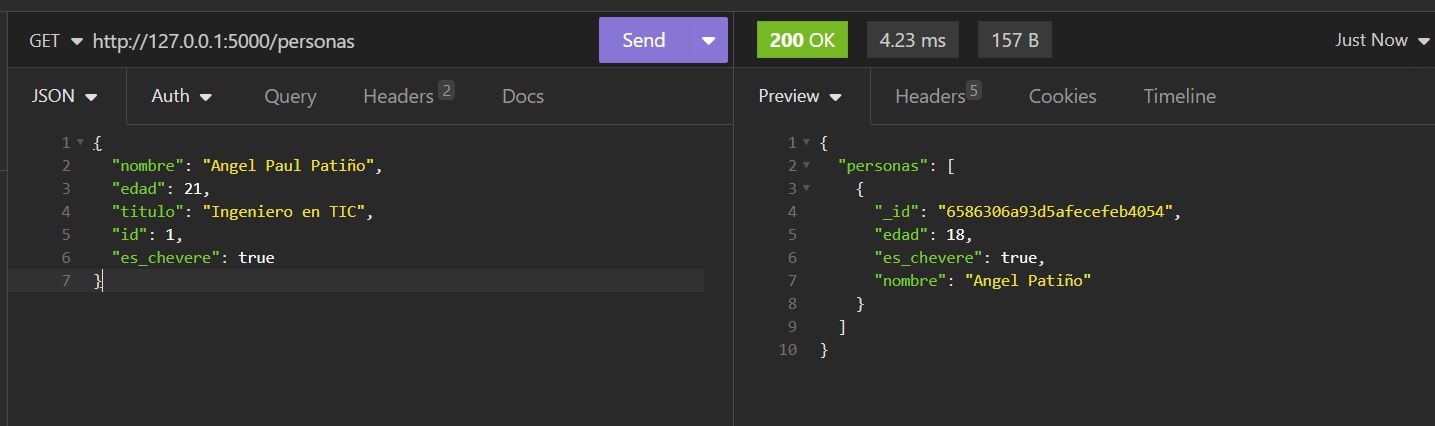 GET http://127.0.0.1:5000/personas Send
200 OK 4.23 ms 157 B Just Now
JSON Auth Query Headers 2 Docs
Preview Headers 5 Cookies Timeline
1 {
2 "nombre": "Angel Paul Patiño",
3 "edad": 21,
4 "titulo": "Ingeniero en TIC",
5 "id": 1,
6 "es_chevere": true
7 }
1 {
2 "personas": [
3 {
4 "_id": "6586306a93d5afecefeb4054",
5 "edad": 18,
6 "es_chevere": true,
7 "nombre": "Angel Patiño"
8 }
9 ]
10 }